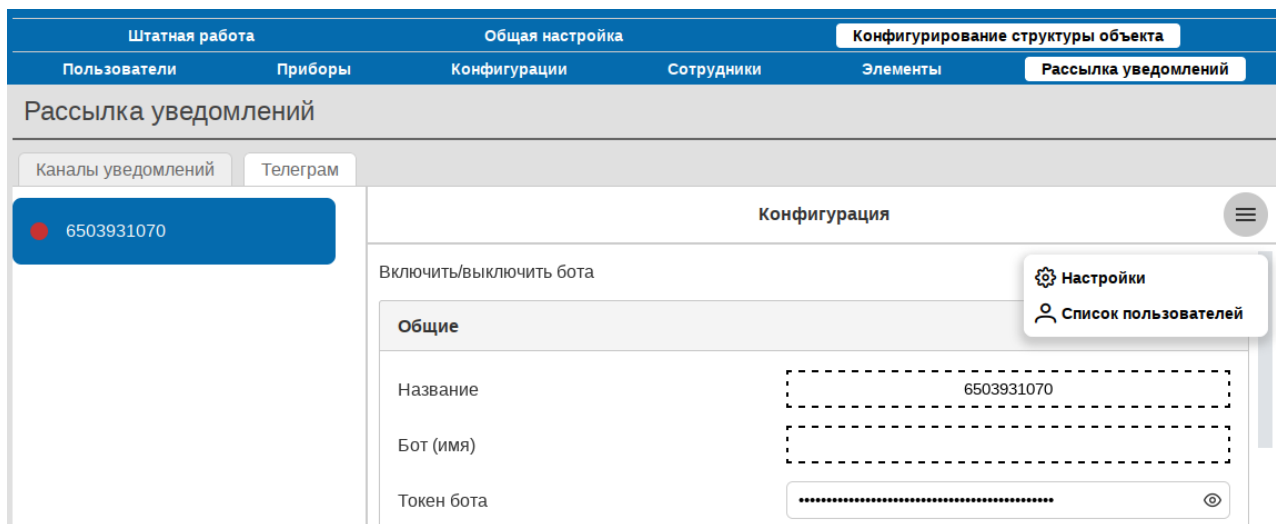 Штатная работа Общая настройка Конфигурирование структуры объекта
Пользователи Приборы Конфигурации Сотрудники Элементы Рассылка уведомлений
Рассылка уведомлений
Каналы уведомлений Телеграм
6503931070
Конфигурация
Включить/выключить бота
Настройки
Список пользователей
Общие
Название 6503931070
Бот (имя)
Токен бота ••••••••••••••••••••••••••••••••••••••••••••••